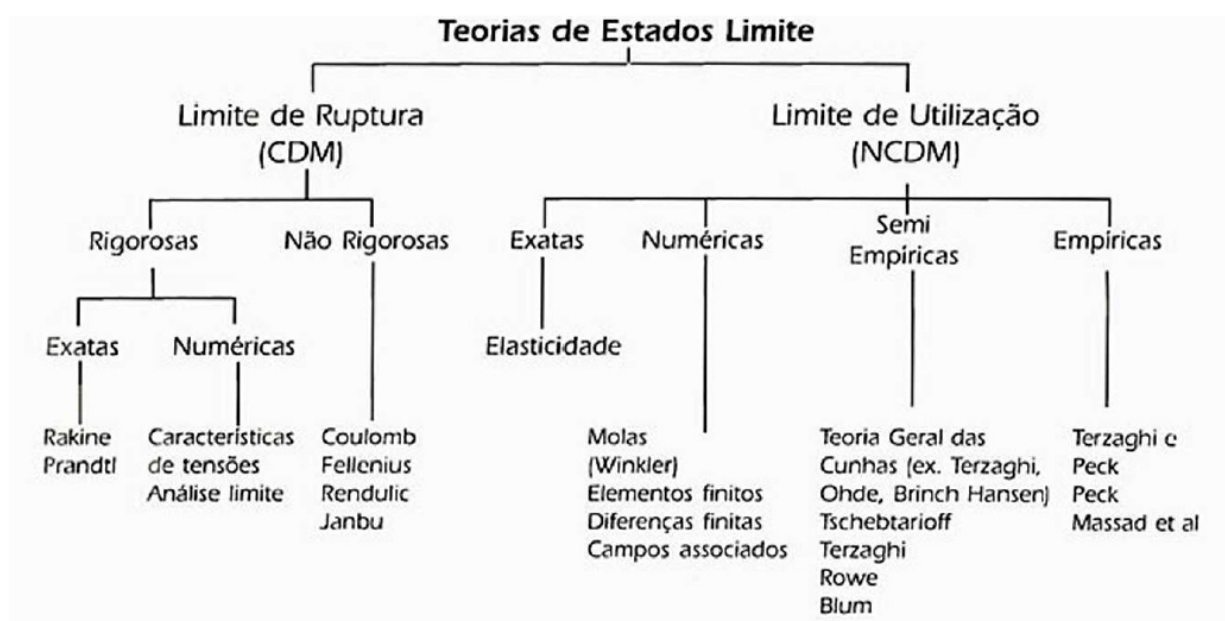 Teorias de Estados Limite
Limite de Ruptura
(CDM)
Limite de Utilização
(NCDM)
Rigorosas
Não Rigorosas
Exatas
Numéricas
Semi
Empíricas
Empíricas
Exatas
Numéricas
Elasticidade
Rakine
Prandtl
Características
de tensões
Análise limite
Coulomb
Fellenius
Rendulic
Janbu
Molas
(Winkler)
Elementos finitos
Diferenças finitas
Campos associados
Teoria Geral das
Cunhas (ex. Terzaghi,
Ohde, Brinch Hansen)
Tschebtarioff
Terzaghi
Rowe
Blum
Terzaghi e
Peck
Peck
Massad et al